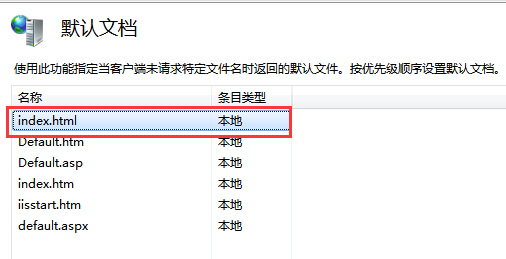 默认文档
使用此功能指定当客户端未请求特定文件名时返回的默认文件。按优先级顺序设置默认文档。
名称 条目类型
index.html 本地
Default.htm 本地
Default.asp 本地
index.htm 本地
iisstart.htm 本地
default.aspx 本地